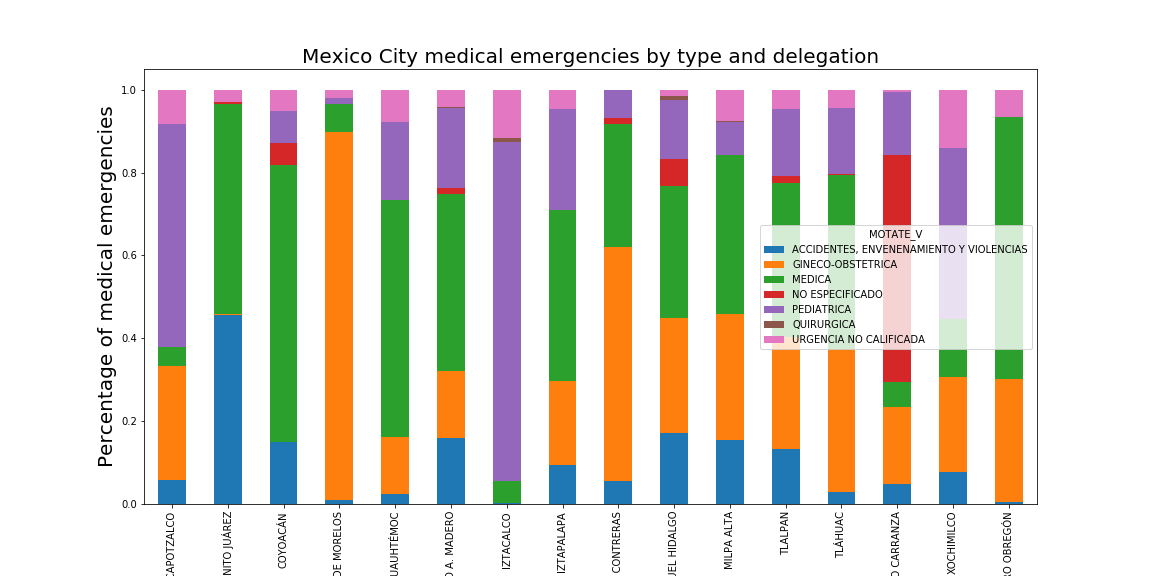 Mexico City medical emergencies by type and delegation
Percentage of medical emergencies
1.0
0.8
0.6
0.4
0.2
0.0
MOTATE_V
ACCIDENTES, ENVENENAMIENTO Y VIOLENCIAS
GINECO-OBSTETRICA
MEDICA
NO ESPECIFICADO
PEDIATRICA
QUIRURGICA
URGENCIA NO CALIFICADA
CAPOTZALCO
NITO JUÁREZ
COYOACÁN
DE MORELOS
UAUHTÉMOC
O A. MADERO
IZTACALCO
IZTAPALAPA
CONTRERAS
UEL HIDALGO
MILPA ALTA
TLALPAN
TLÁHUAC
O CARRANZA
XOCHIMILCO
RO OBREGÓN